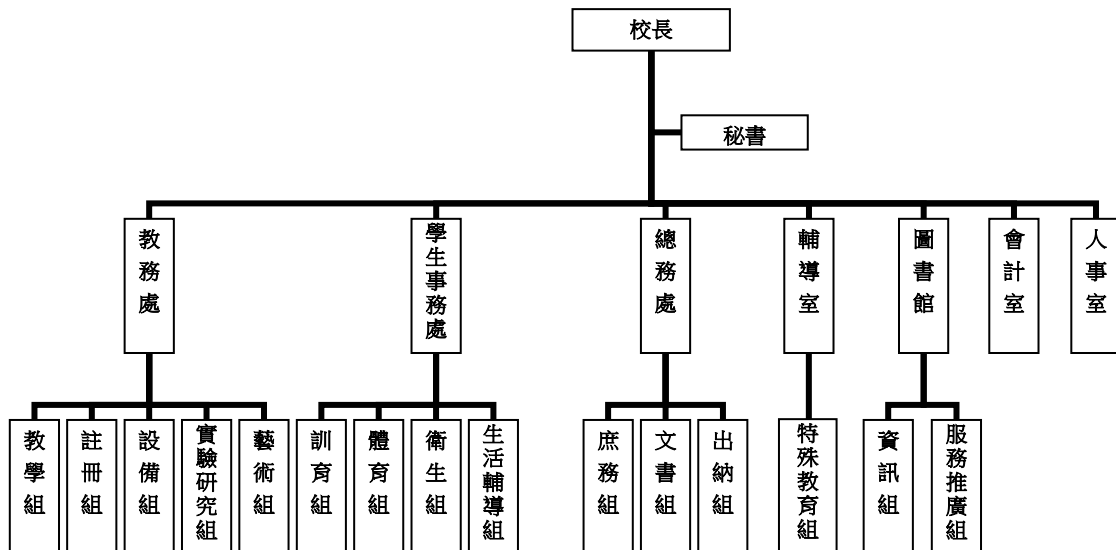 校長
秘書
教務處
學生事務處
總務處
輔導室
圖書館
會計室
人事室
教學組
註冊組
設備組
實驗研究組
藝術組
訓育組
體育組
衛生組
生活輔導組
庶務組
文書組
出納組
特殊教育組
資訊組
服務推廣組